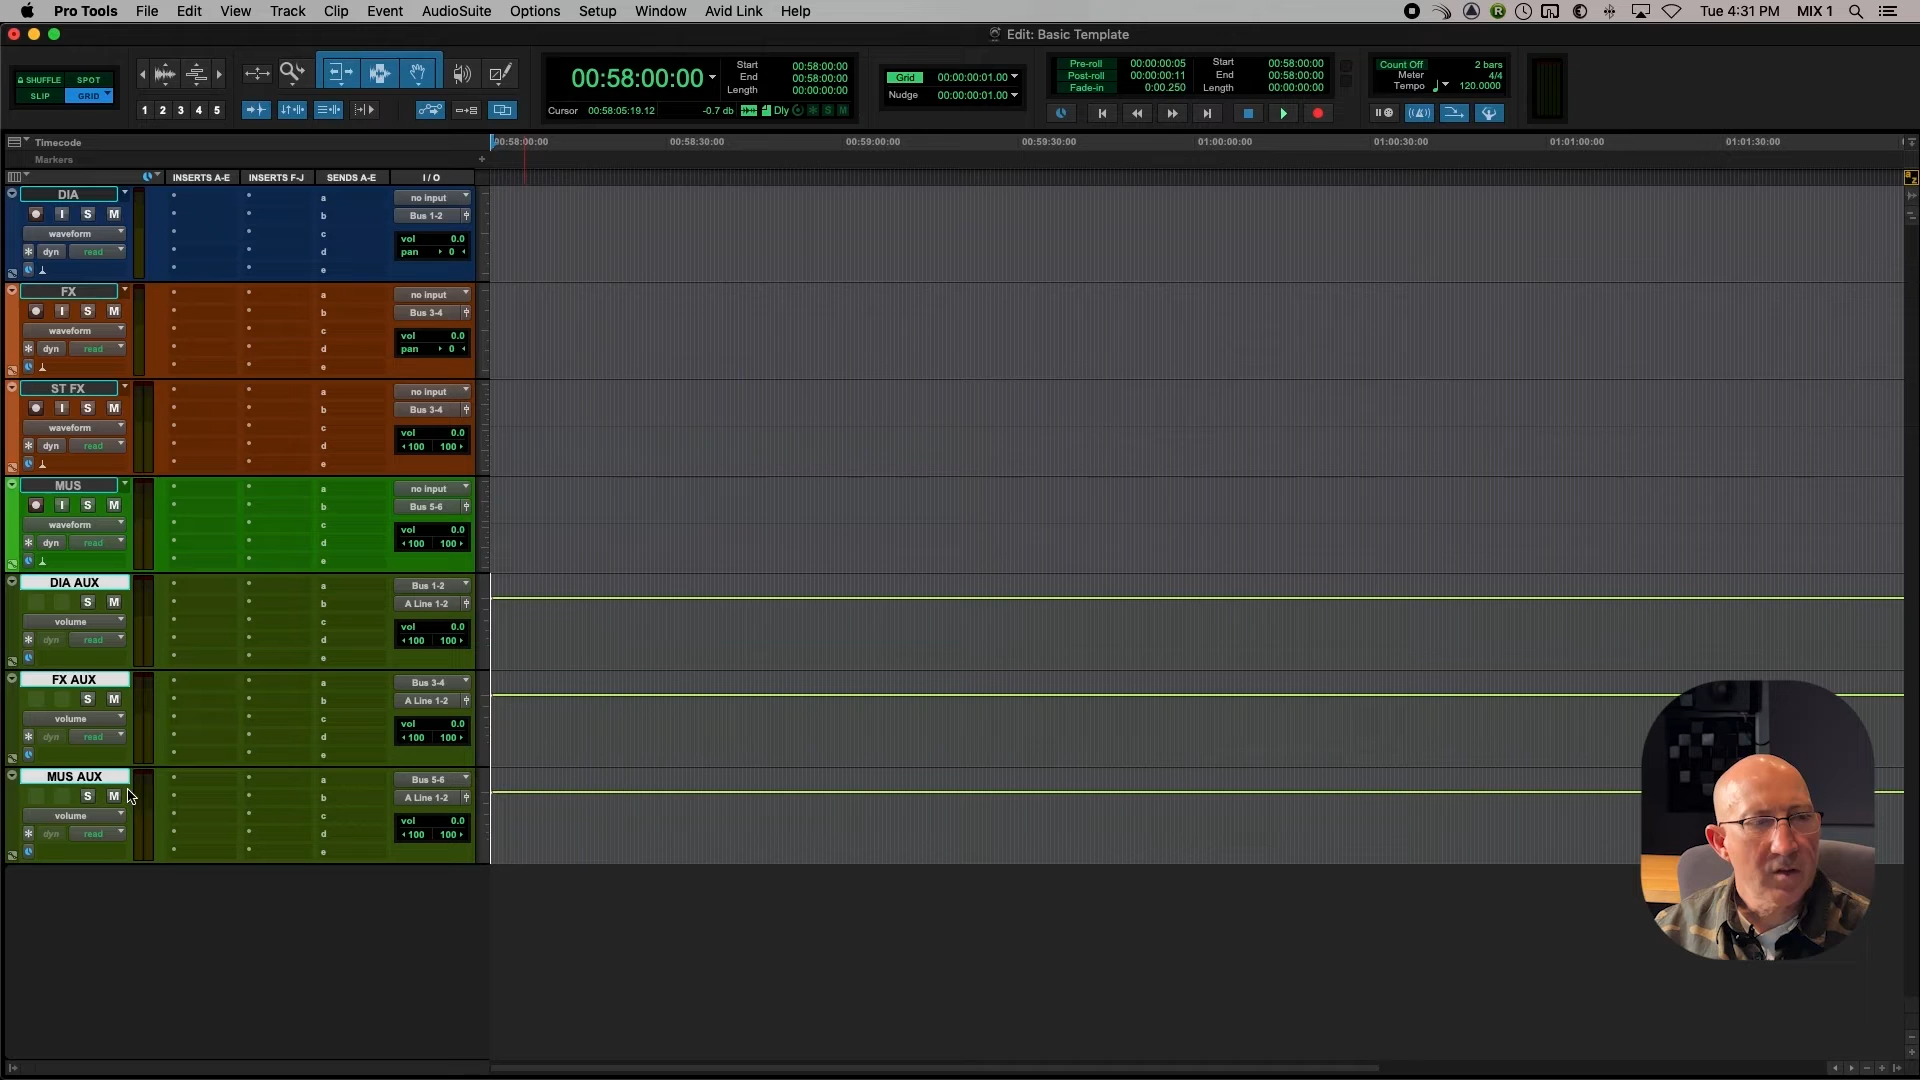 Pro Tools File Edit View Track Clip Event AudioSuite Options Setup Window Avid Link Help
Tue 4:31 PM MIX 1
Edit: Basic Template
SHUFFLE SPOT
SLIP GRID
1 2 3 4 5
00:58:00:00
Start 00:58:00:00
End 00:58:00:00
Length 00:00:00:00
Cursor 00:58:05:19.12 -0.7 db Dly S M
Grid 00:00:00:01.00
Nudge 00:00:00:01.00
Pre-roll 00:00:00:05
Post-roll 00:00:00:11
Fade-in 0:00.250
Start 00:58:00:00
End 00:58:00:00
Length 00:00:00:00
Count Off 2 bars
Meter 4/4
Tempo 120.0000
Timecode
Markers
00:58:00:00 00:58:30:00 00:59:00:00 00:59:30:00 01:00:00:00 01:00:30:00 01:01:00:00 01:01:30:00
INSERTS A-E INSERTS F-J SENDS A-E I / O
DIA
I S M
waveform
dyn read
a
b
c
d
e
no input
Bus 1-2
vol 0.0
pan 0
FX
I S M
waveform
dyn read
a
b
c
d
e
no input
Bus 3-4
vol 0.0
pan 0
ST FX
I S M
waveform
dyn read
a
b
c
d
e
no input
Bus 3-4
vol 0.0
100 100
MUS
I S M
waveform
dyn read
a
b
c
d
e
no input
Bus 5-6
vol 0.0
100 100
DIA AUX
S M
volume
dyn read
a
b
c
d
e
Bus 1-2
A Line 1-2
vol 0.0
100 100
FX AUX
S M
volume
dyn read
a
b
c
d
e
Bus 3-4
A Line 1-2
vol 0.0
100 100
MUS AUX
S M
volume
dyn read
a
b
c
d
e
Bus 5-6
A Line 1-2
vol 0.0
100 100